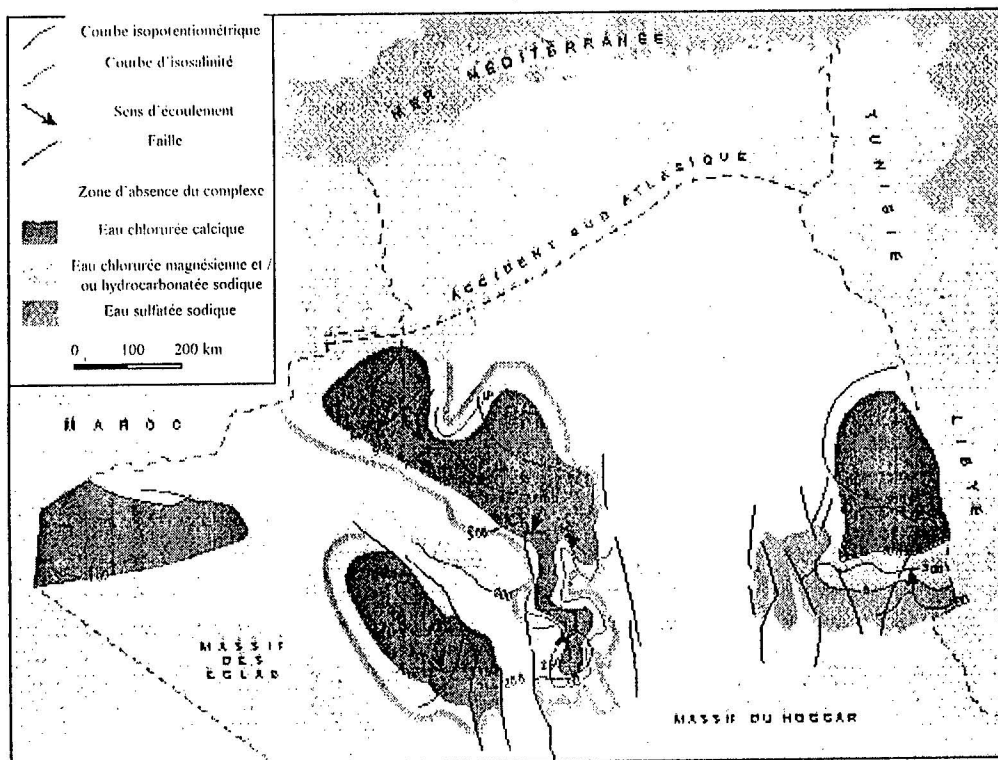 Courbe isopotentiométrique
Courbe d'isosalinité
Sens d'écoulement
Faille
Zone d'absence du complexe
Eau chlorurée calcique
Eau chlorurée magnésienne et /
ou hydrocarbonatée sodique
Eau sulfatée sodique
0 100 200 km
MER MÉDITERRANÉE
ACCIDENT SUD ATLASIQUE
TUNISIE
MAROC
LIBYE
500
MASSIF
DES
EGLAB
MASSIF DU HOGGAR